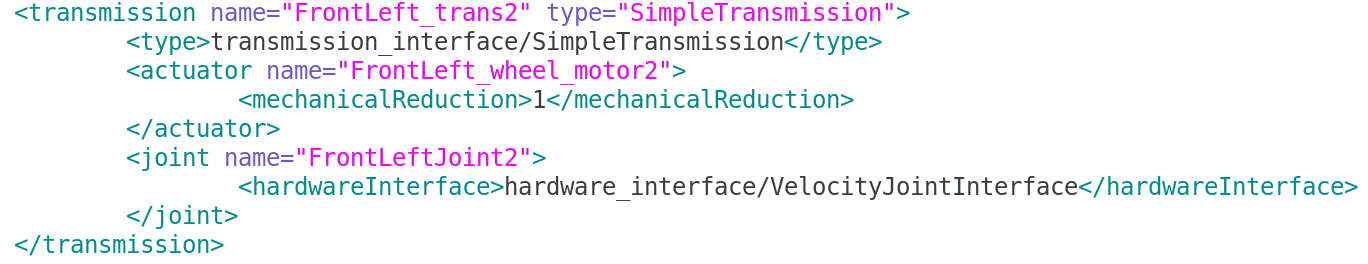 <transmission name="FrontLeft_trans2" type="SimpleTransmission">
<type>transmission_interface/SimpleTransmission</type>
<actuator name="FrontLeft_wheel_motor2">
<mechanicalReduction>1</mechanicalReduction>
</actuator>
<joint name="FrontLeftJoint2">
<hardwareInterface>hardware_interface/VelocityJointInterface</hardwareInterface>
</joint>
</transmission>